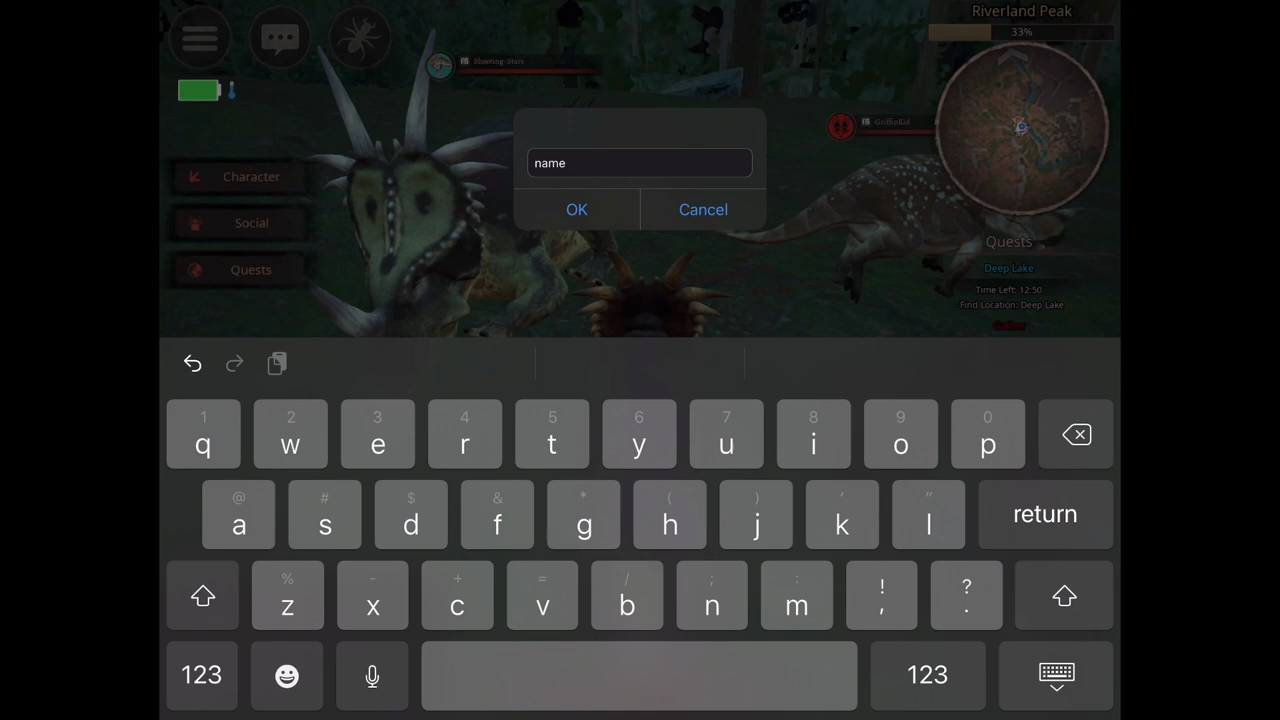 Riverland Peak
33%
Shooting-Stars
GriffinKid
name
OK
Cancel
Character
Social
Quests
Quests
Deep Lake
Time Left: 12:50
Find Location: Deep Lake
1 2 3 4 5 6 7 8 9 0
q w e r t y u i o p
@ # $ & * ( ) ' "
a s d f g h j k l return
% - + = / ; : ! ?
z x c v b n m , .
123 123